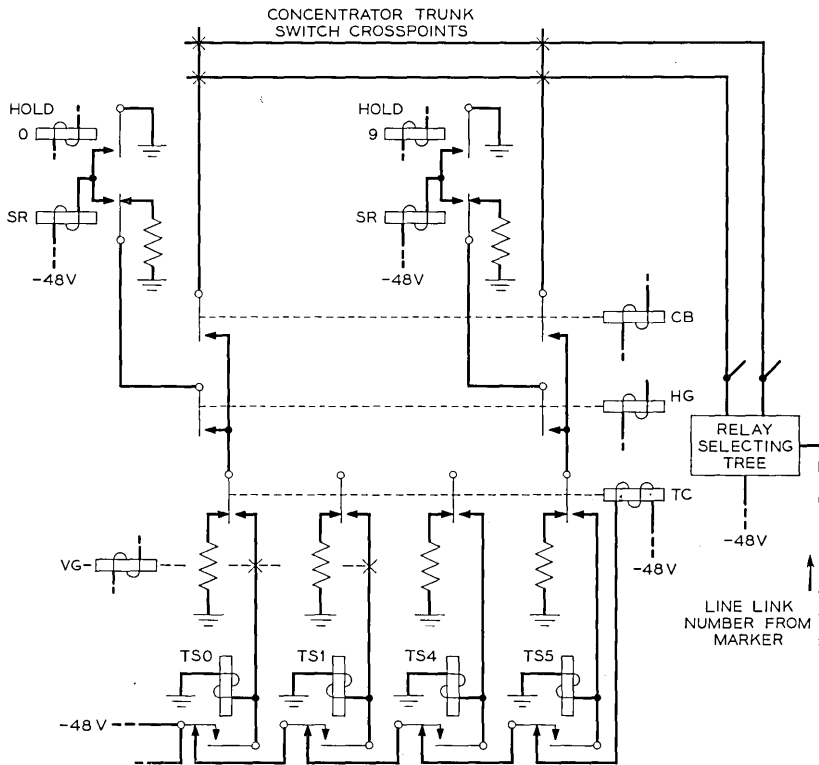 CONCENTRATOR TRUNK
SWITCH CROSSPOINTS
HOLD
0
HOLD
9
SR
SR
-48V
-48V
CB
HG
RELAY
SELECTING
TREE
TC
-48V
-48V
VG
LINE LINK
NUMBER FROM
MARKER
TS0
TS1
TS4
TS5
-48V